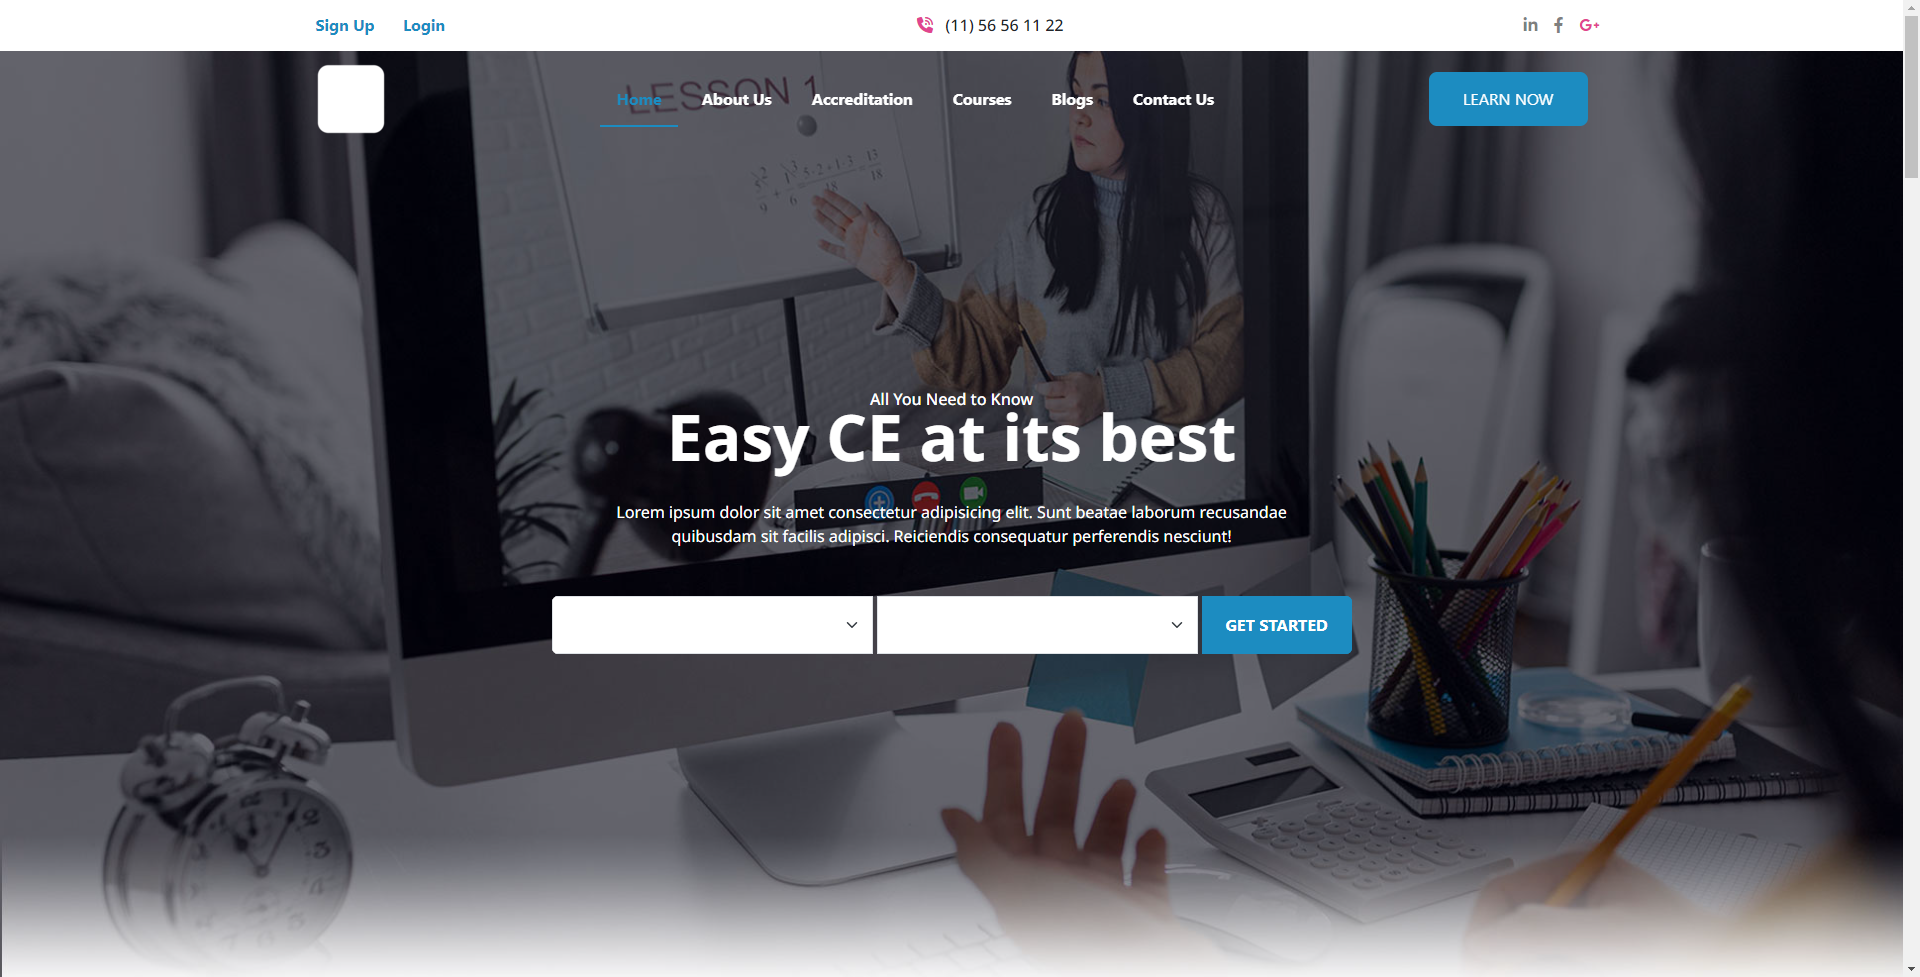 Sign Up Login
(11) 56 56 11 22
Home About Us Accreditation Courses Blogs Contact Us
LEARN NOW
LESSON 1
All You Need to Know
Easy CE at its best
Lorem ipsum dolor sit amet consectetur adipisicing elit. Sunt beatae laborum recusandae
quibusdam sit facilis adipisci. Reiciendis consequatur perferendis nesciunt!
GET STARTED